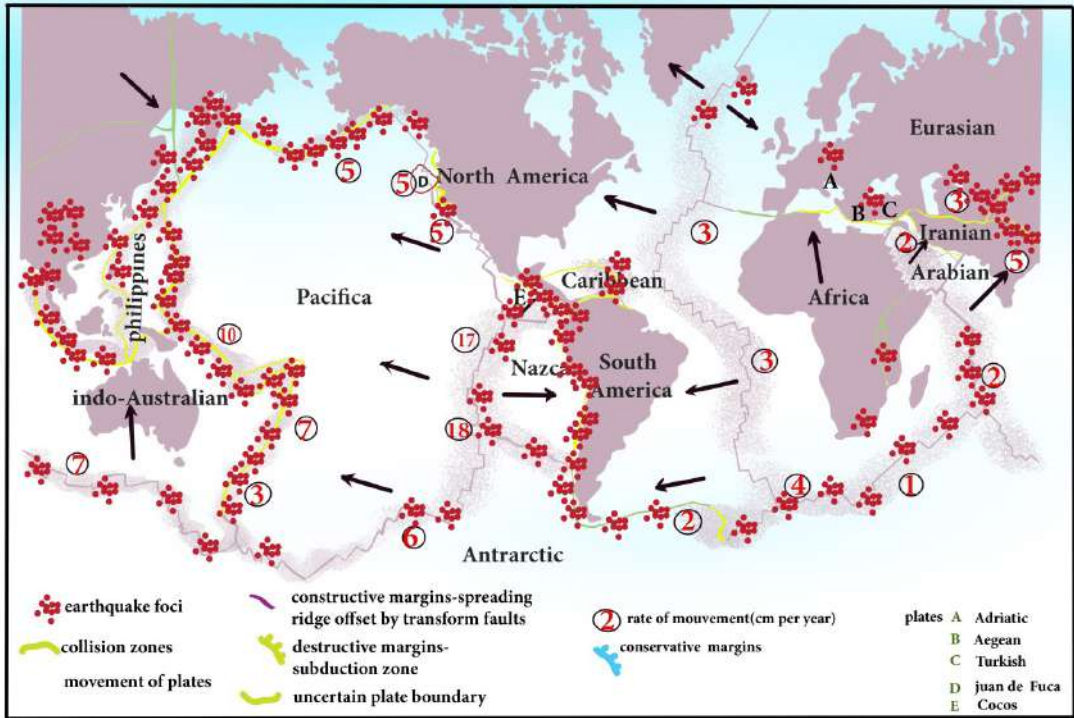 Eurasian
North America
A
B
C
D
5
5
5
3
3
Iranian
2
Arabian
5
philippines
Pacifica
Caribbean
E
Africa
10
17
Nazca
South
America
3
2
indo-Australian
7
18
7
3
6
4
1
2
Antrarctic
earthquake foci
collision zones
movement of plates
constructive margins-spreading
ridge offset by transform faults
destructive margins-
subduction zone
uncertain plate boundary
2 rate of mouvement(cm per year)
conservative margins
plates A Adriatic
B Aegean
C Turkish
D juan de Fuca
E Cocos